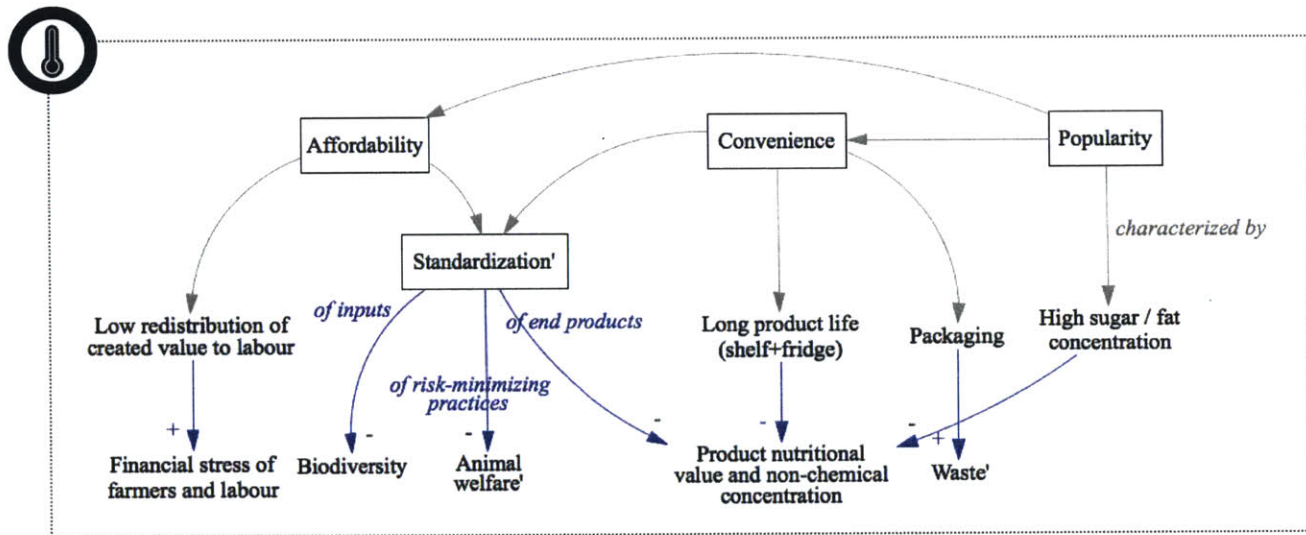 Affordability
Convenience
Popularity
characterized by
Standardization'
of inputs
of end products
Low redistribution of
created value to labour
Long product life
(shelf+fridge)
Packaging
High sugar / fat
concentration
of risk-minimizing
practices
+
-
-
-
-
-
+
Financial stress of
farmers and labour
Biodiversity
Animal
welfare'
Product nutritional
value and non-chemical
concentration
Waste'